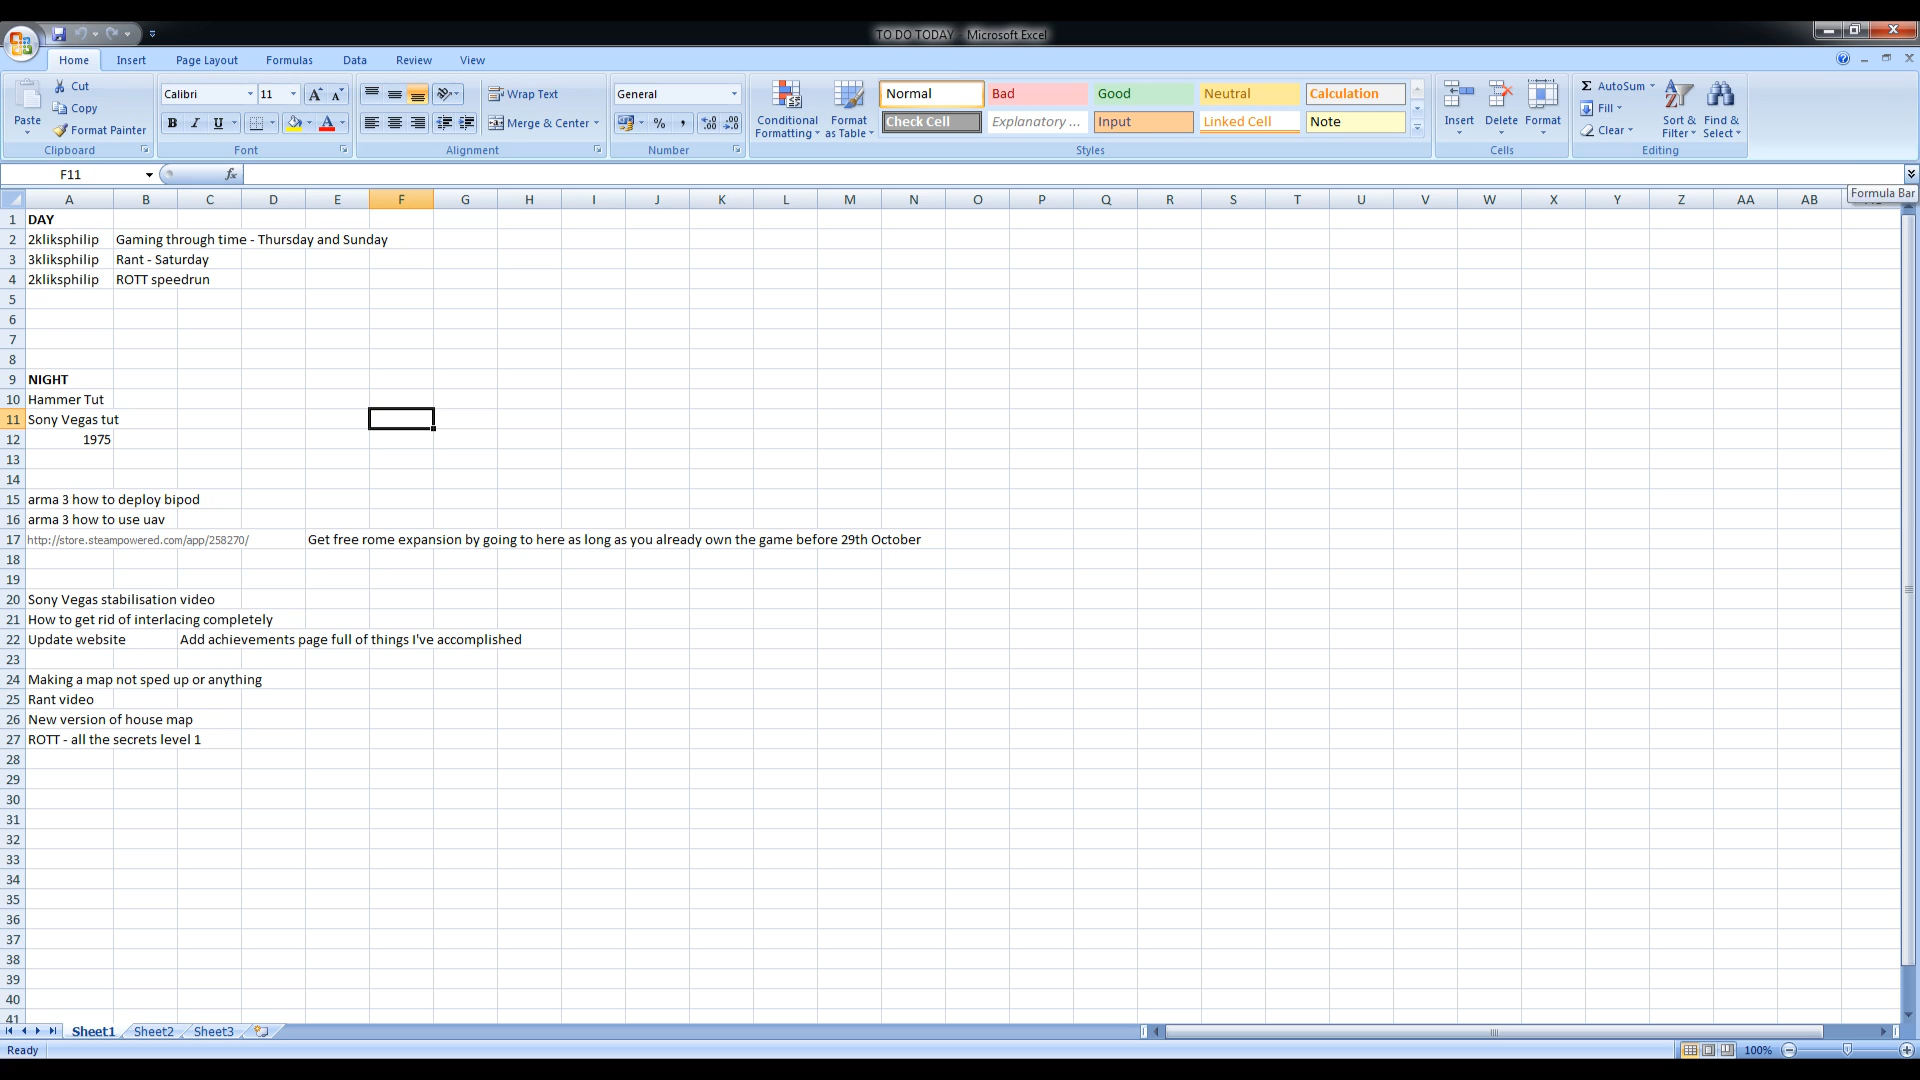 TO DO TODAY - Microsoft Excel
Home Insert Page Layout Formulas Data Review View
Paste
Cut
Copy
Format Painter
Clipboard
Calibri 11
B I U
Font
Wrap Text
Merge & Center
Alignment
General
%
Number
Conditional Formatting
Format as Table
Normal Bad Good Neutral Calculation
Check Cell Explanatory ... Input Linked Cell Note
Styles
Insert Delete Format
Cells
Σ AutoSum
Fill
Clear
Sort & Filter
Find & Select
Editing
F11 fx
Formula Bar
A B C D E F G H I J K L M N O P Q R S T U V W X Y Z AA AB
1 DAY
2 2kliksphilip Gaming through time - Thursday and Sunday
3 3kliksphilip Rant - Saturday
4 2kliksphilip ROTT speedrun
5
6
7
8
9 NIGHT
10 Hammer Tut
11 Sony Vegas tut
12 1975
13
14
15 arma 3 how to deploy bipod
16 arma 3 how to use uav
17 http://store.steampowered.com/app/258270/ Get free rome expansion by going to here as long as you already own the game before 29th October
18
19
20 Sony Vegas stabilisation video
21 How to get rid of interlacing completely
22 Update website Add achievements page full of things I've accomplished
23
24 Making a map not sped up or anything
25 Rant video
26 New version of house map
27 ROTT - all the secrets level 1
28
29
30
31
32
33
34
35
36
37
38
39
40
41
Sheet1 Sheet2 Sheet3
Ready 100%